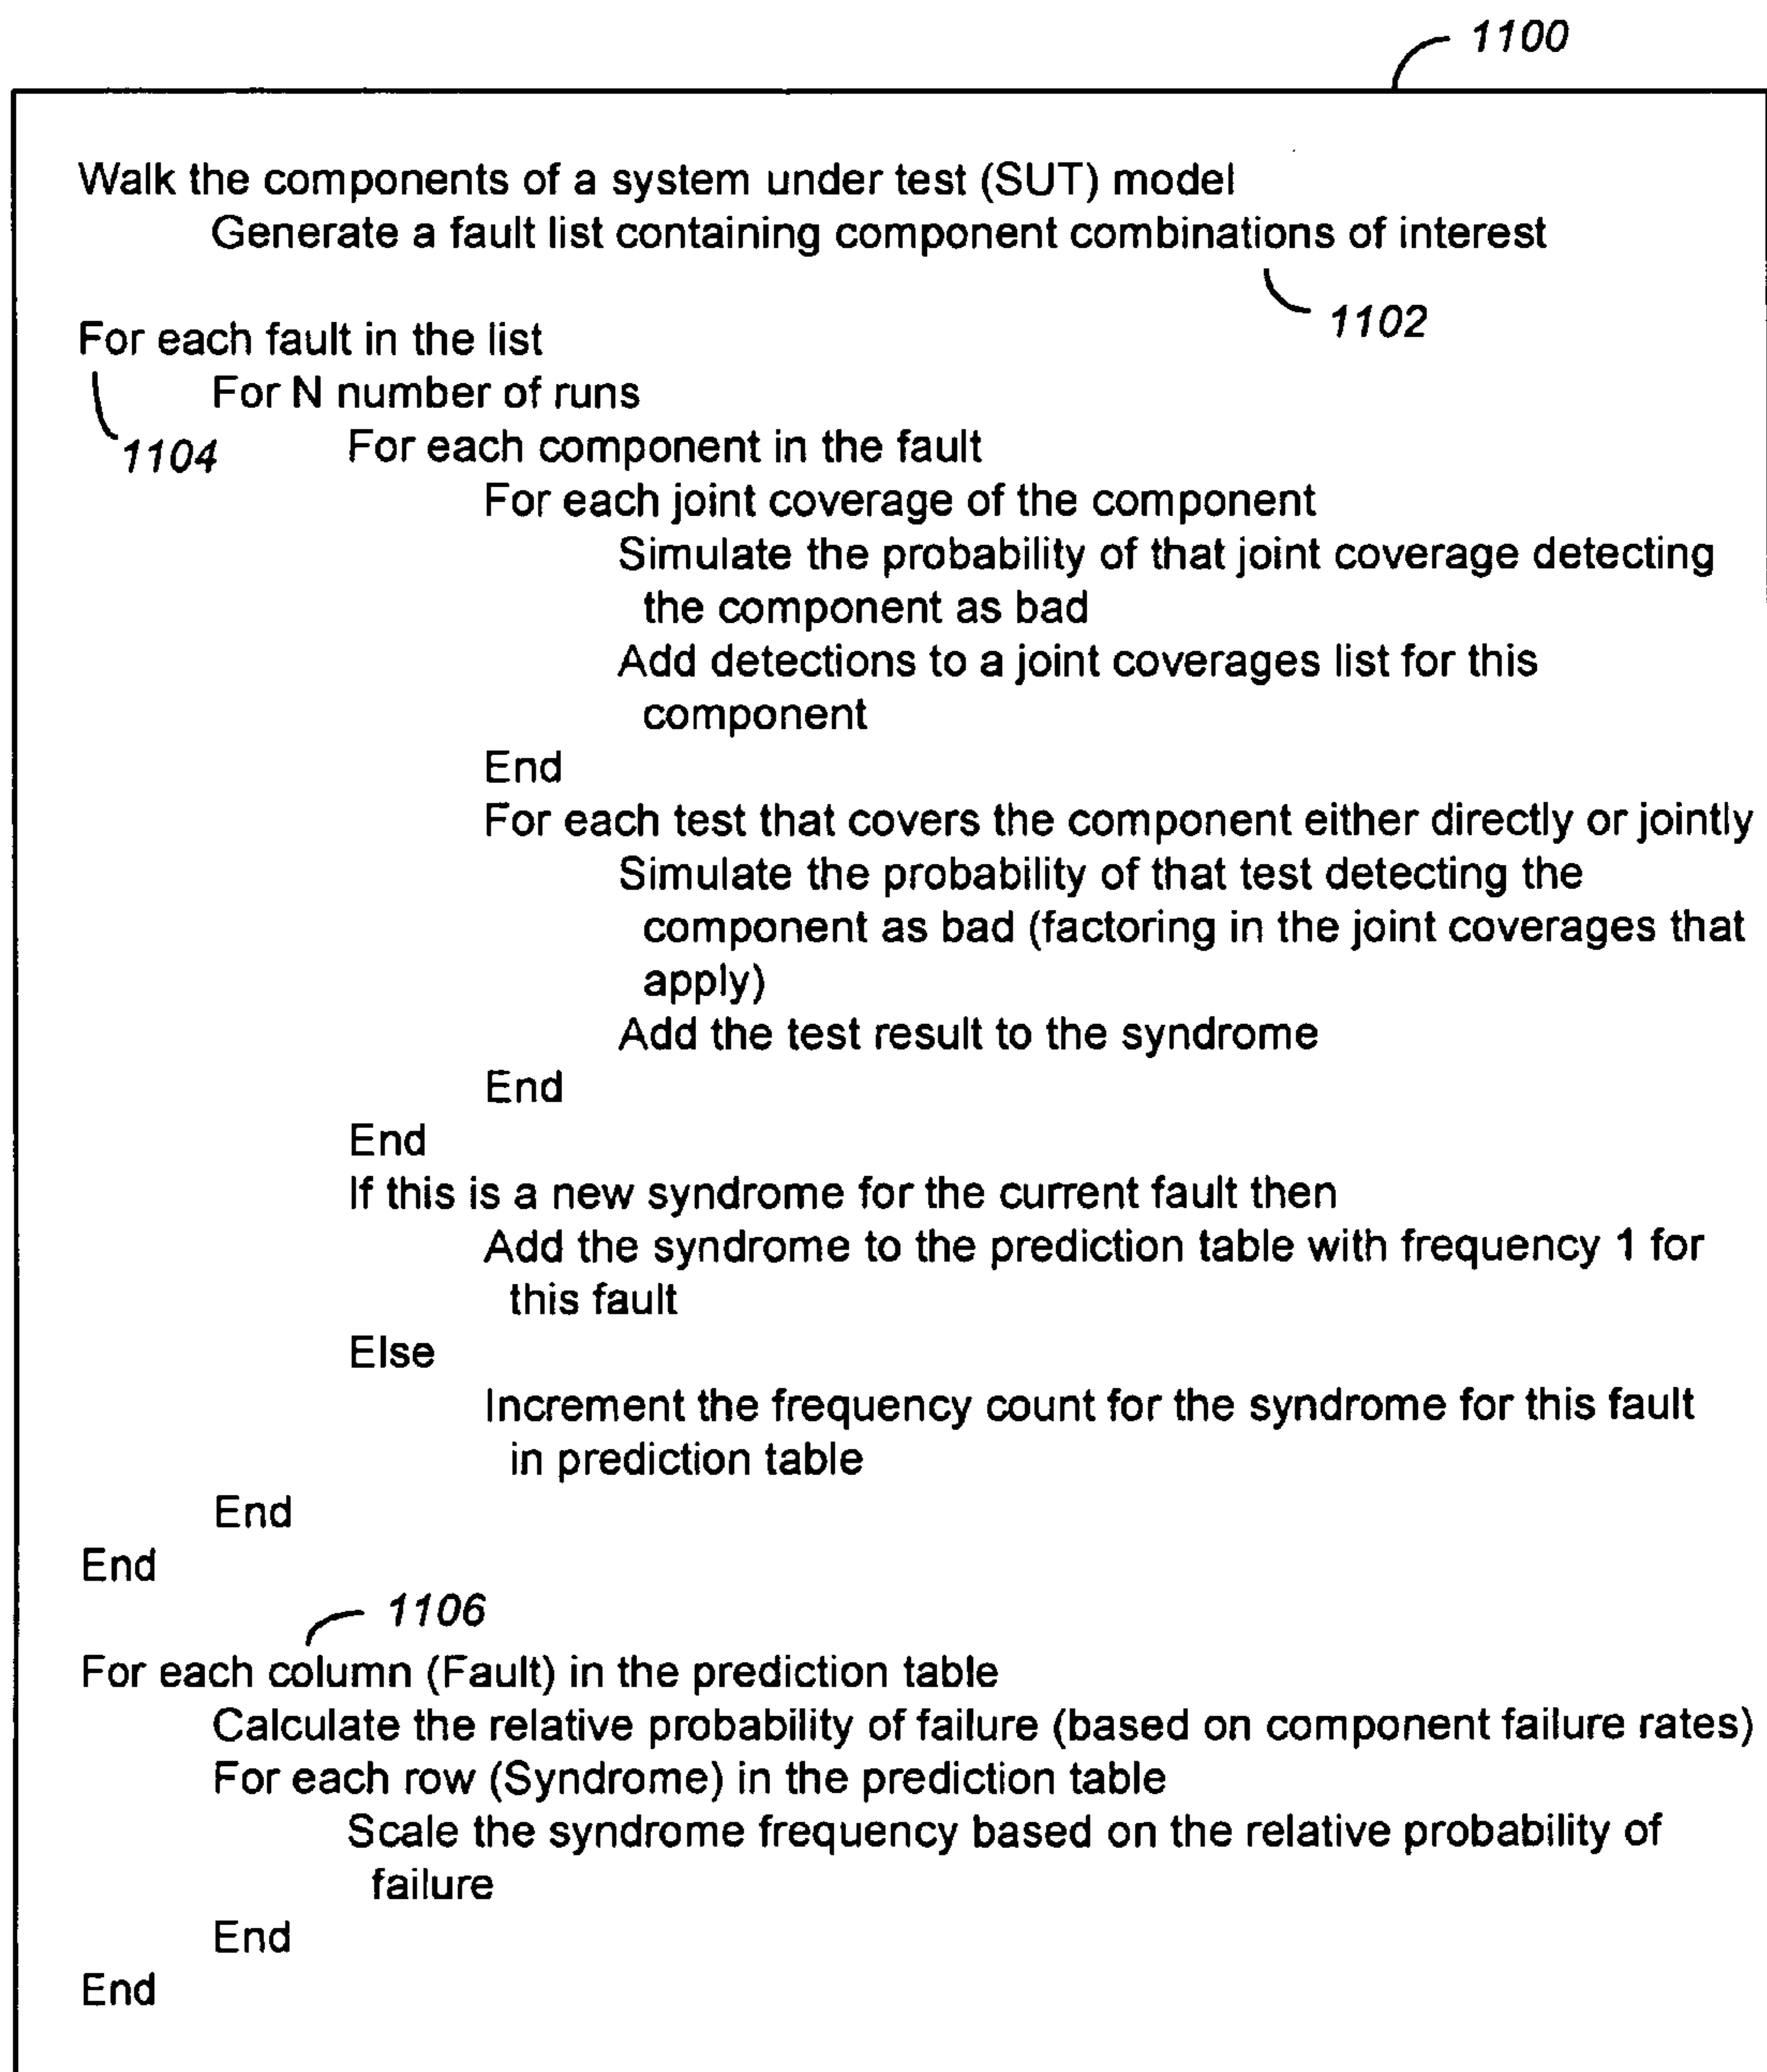 1100
Walk the components of a system under test (SUT) model
Generate a fault list containing component combinations of interest
1102
For each fault in the list
For N number of runs
1104
For each component in the fault
For each joint coverage of the component
Simulate the probability of that joint coverage detecting
the component as bad
Add detections to a joint coverages list for this
component
End
For each test that covers the component either directly or jointly
Simulate the probability of that test detecting the
component as bad (factoring in the joint coverages that
apply)
Add the test result to the syndrome
End
End
If this is a new syndrome for the current fault then
Add the syndrome to the prediction table with frequency 1 for
this fault
Else
Increment the frequency count for the syndrome for this fault
in prediction table
End
End
1106
For each column (Fault) in the prediction table
Calculate the relative probability of failure (based on component failure rates)
For each row (Syndrome) in the prediction table
Scale the syndrome frequency based on the relative probability of
failure
End
End